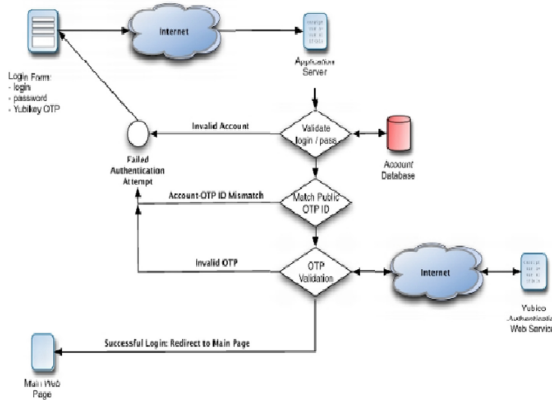 Internet
Application
Server
Login Form:
- login
- password
- Yubikey OTP
Invalid Account
Validate
login / pass
Failed
Authentication
Attempt
Account
Database
Account-OTP ID Mismatch
Match Public
OTP ID
Invalid OTP
OTP
Validation
Internet
Yubico
Authentication
Web Service
Successful Login: Redirect to Main Page
Main Web
Page